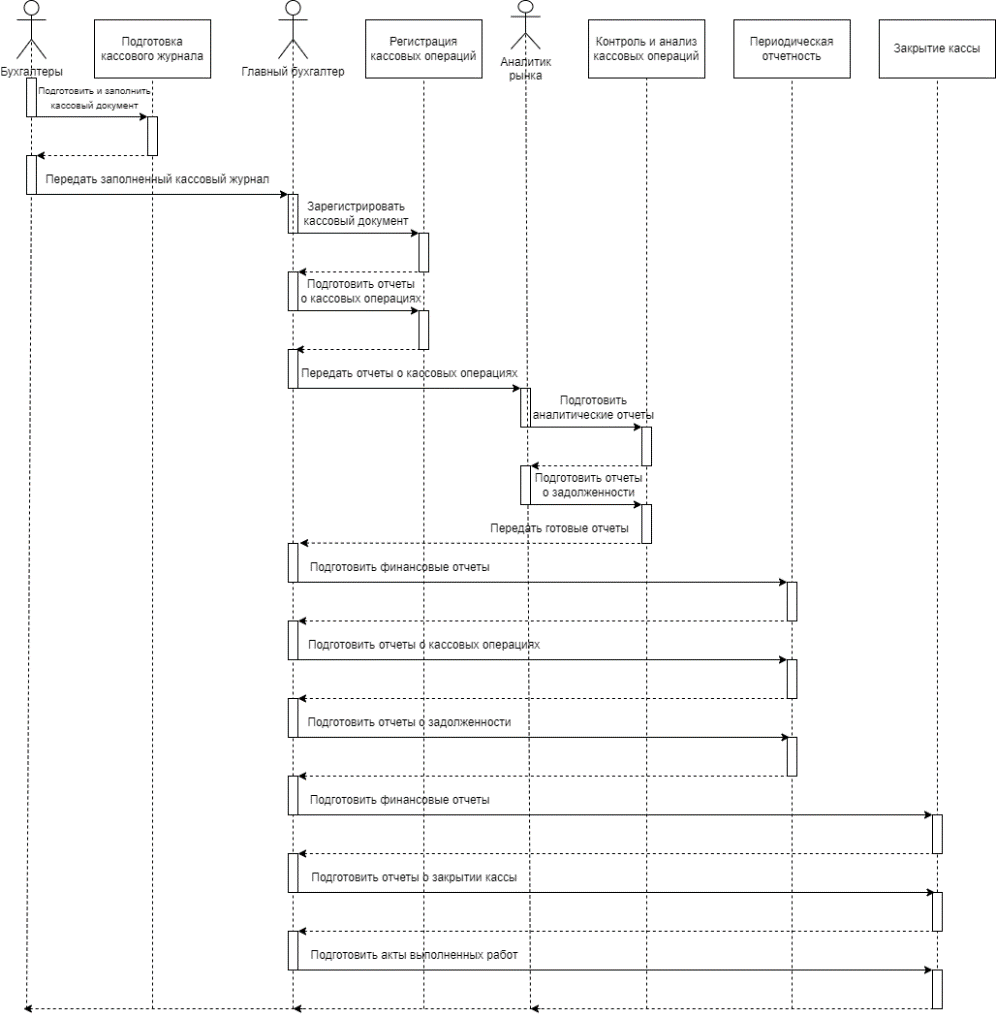 Бухгалтеры
Подготовка
кассового журнала
Главный бухгалтер
Регистрация
кассовых операций
Аналитик
рынка
Контроль и анализ
кассовых операций
Периодическая
отчетность
Закрытие кассы
Подготовить и заполнить
кассовый документ
Передать заполненный кассовый журнал
Зарегистрировать
кассовый документ
Подготовить отчеты
о кассовых операциях
Передать отчеты о кассовых операциях
Подготовить
аналитические отчеты
Подготовить отчеты
о задолженности
Передать готовые отчеты
Подготовить финансовые отчеты
Подготовить отчеты о кассовых операциях
Подготовить отчеты о задолженности
Подготовить финансовые отчеты
Подготовить отчеты о закрытии кассы
Подготовить акты выполненных работ